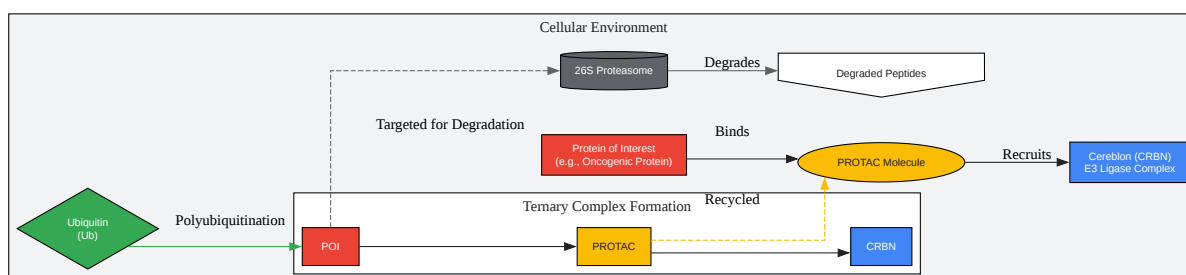 Cellular Environment
26S Proteasome
Degrades
Degraded Peptides
Targeted for Degradation
Protein of Interest
(e.g., Oncogenic Protein)
Binds
PROTAC Molecule
Recruits
Cereblon (CRBN)
E3 Ligase Complex
Recycled
Ternary Complex Formation
Ubiquitin
(Ub)
Polyubiquitination
POI
PROTAC
CRBN